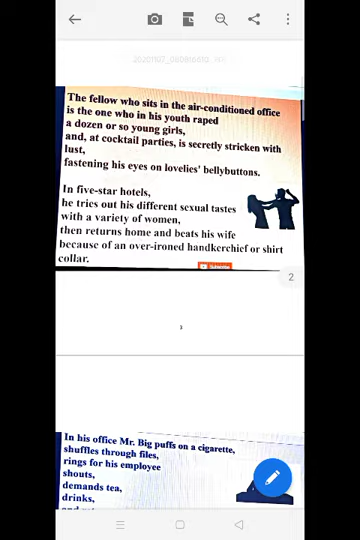 The fellow who sits in the air-conditioned office
is the one who in his youth raped
a dozen or so young girls,
and, at cocktail parties, is secretly stricken with
lust,
fastening his eyes on lovelies' bellybuttons.
In five-star hotels,
he tries out his different sexual tastes
with a variety of women,
then returns home and beats his wife
because of an over-ironed handkerchief or shirt
collar.
2
3
In his office Mr. Big puffs on a cigarette,
shuffles through files,
rings for his employee
shouts,
demands tea,
drinks,